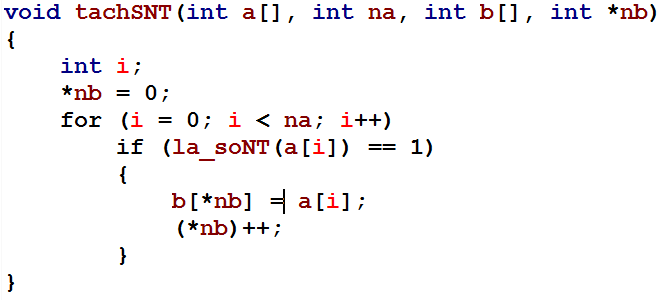 void tachSNT(int a[], int na, int b[], int *nb)
{
    int i;
    *nb = 0;
    for (i = 0; i < na; i++)
        if (la_soNT(a[i]) == 1)
        {
            b[*nb] = a[i];
            (*nb)++;
        }
}